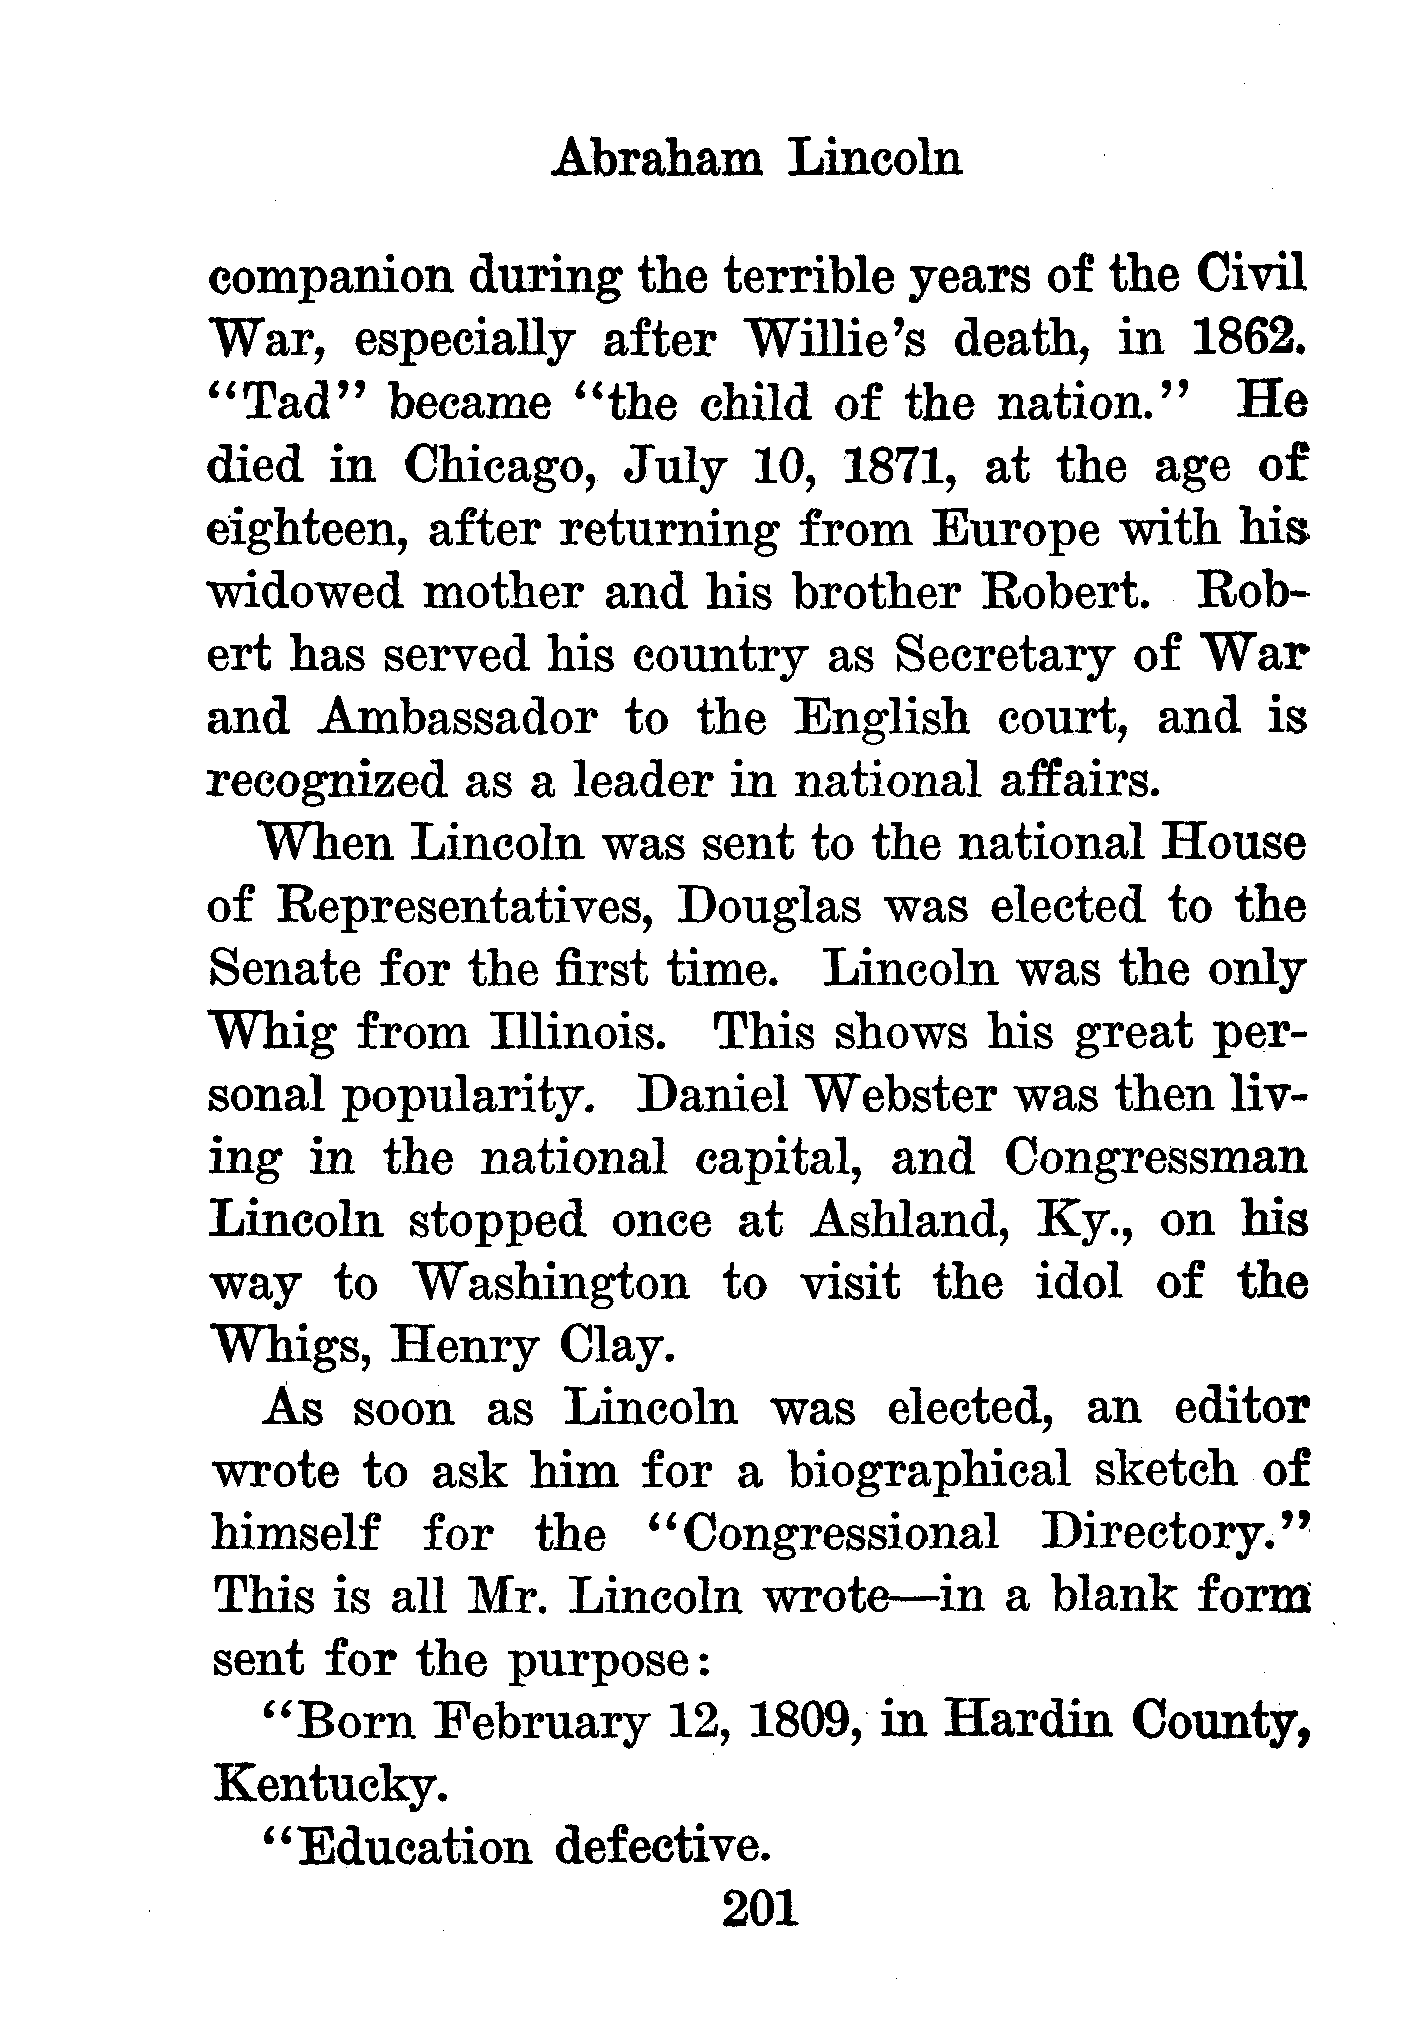 Abraham Lincoln
companion during the terrible years of the Civil
War, especially after Willie's death, in 1862.
"Tad" became "the child of the nation." He
died in Chicago, July 10, 1871, at the age of
eighteen, after returning from Europe with his
widowed mother and his brother Robert. Rob-
ert has served his country as Secretary of War
and Ambassador to the English court, and is
recognized as a leader in national affairs.
When Lincoln was sent to the national House
of Representatives, Douglas was elected to the
Senate for the first time. Lincoln was the only
Whig from Illinois. This shows his great per-
sonal popularity. Daniel Webster was then liv-
ing in the national capital, and Congressman
Lincoln stopped once at Ashland, Ky., on his
way to Washington to visit the idol of the
Whigs, Henry Clay.
As soon as Lincoln was elected, an editor
wrote to ask him for a biographical sketch of
himself for the "Congressional Directory."
This is all Mr. Lincoln wrote—in a blank form
sent for the purpose:
"Born February 12, 1809, in Hardin County,
Kentucky.
"Education defective.
201